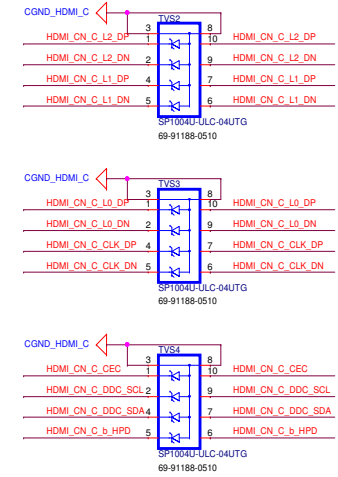 CGND_HDMI_C
TVS2
3 8
HDMI_CN_C_L2_DP 1 10 HDMI_CN_C_L2_DP
HDMI_CN_C_L2_DN 2 9 HDMI_CN_C_L2_DN
HDMI_CN_C_L1_DP 4 7 HDMI_CN_C_L1_DP
HDMI_CN_C_L1_DN 5 6 HDMI_CN_C_L1_DN
SP1004U-ULC-04UTG
69-91188-0510
CGND_HDMI_C
TVS3
3 8
HDMI_CN_C_L0_DP 1 10 HDMI_CN_C_L0_DP
HDMI_CN_C_L0_DN 2 9 HDMI_CN_C_L0_DN
HDMI_CN_C_CLK_DP 4 7 HDMI_CN_C_CLK_DP
HDMI_CN_C_CLK_DN 5 6 HDMI_CN_C_CLK_DN
SP1004U-ULC-04UTG
69-91188-0510
CGND_HDMI_C
TVS4
3 8
HDMI_CN_C_CEC 1 10 HDMI_CN_C_CEC
HDMI_CN_C_DDC_SCL 2 9 HDMI_CN_C_DDC_SCL
HDMI_CN_C_DDC_SDA 4 7 HDMI_CN_C_DDC_SDA
HDMI_CN_C_b_HPD 5 6 HDMI_CN_C_b_HPD
SP1004U-ULC-04UTG
69-91188-0510